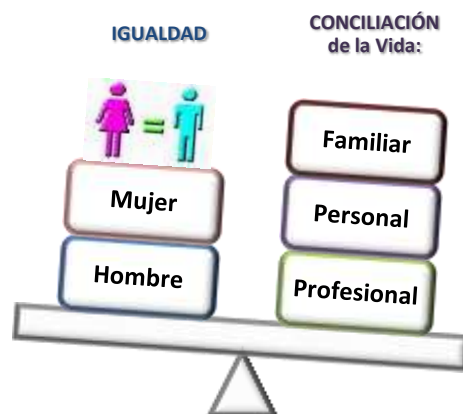 IGUALDAD
CONCILIACIÓN
de la Vida:
=
Mujer
Hombre
Familiar
Personal
Profesional